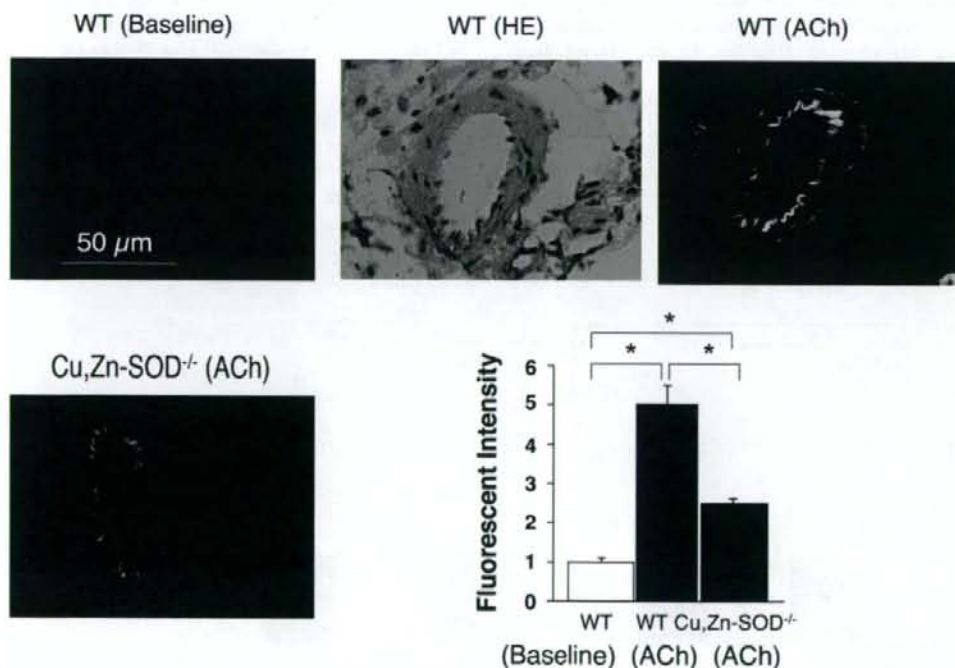 WT (Baseline)
WT (HE)
WT (ACh)
50 µm
Cu,Zn-SOD⁻/⁻ (ACh)
* 
* *
Fluorescent Intensity
6
5
4
3
2
1
0
WT WT Cu,Zn-SOD⁻/⁻
(Baseline) (ACh) (ACh)